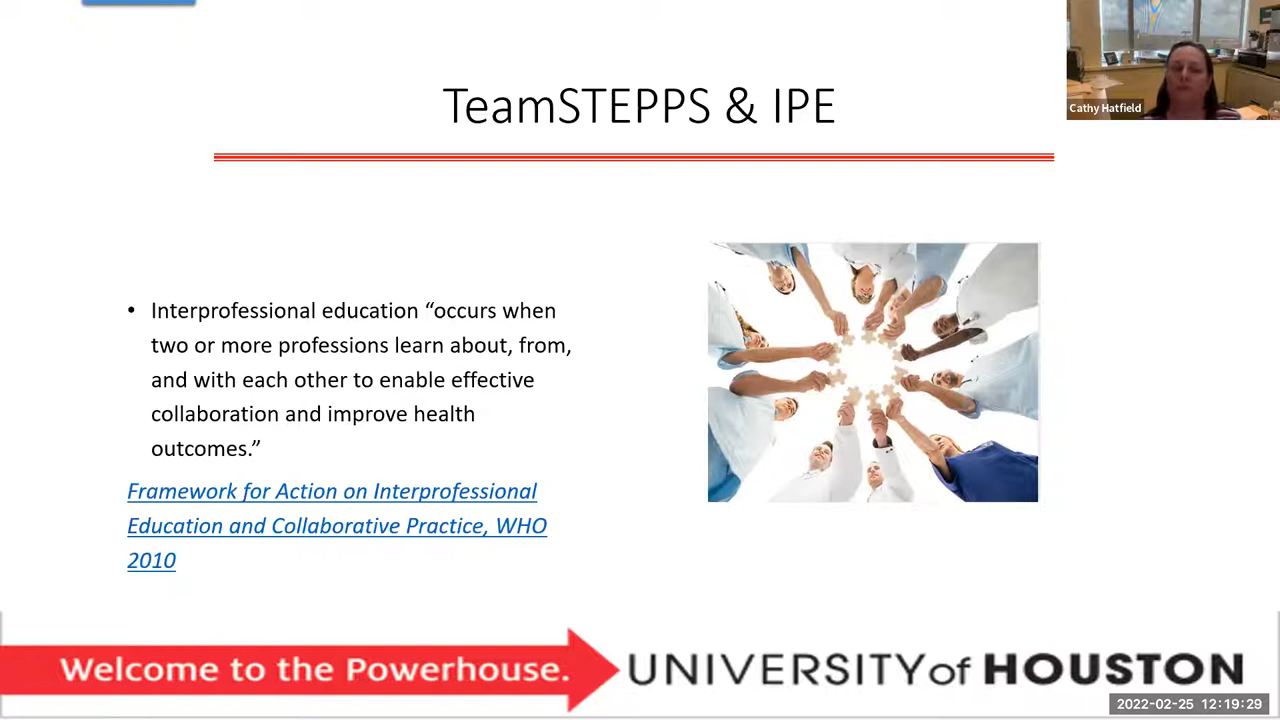 TeamSTEPPS & IPE
Cathy Hatfield
• Interprofessional education “occurs when
two or more professions learn about, from,
and with each other to enable effective
collaboration and improve health
outcomes.”
Framework for Action on Interprofessional
Education and Collaborative Practice, WHO
2010
Welcome to the Powerhouse.
UNIVERSITY of HOUSTON
2022-02-25 12:19:29